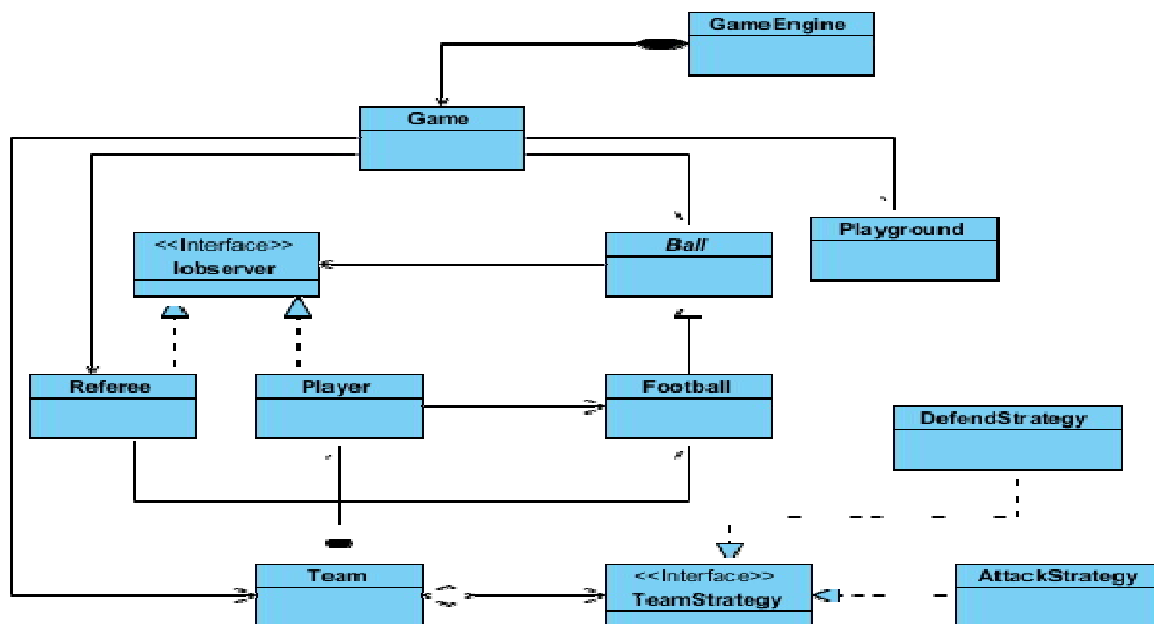 GameEngine
Game
Playground
<<Interface>>
Iobserver
Ball
Referee
Player
Football
DefendStrategy
Team
<<Interface>>
TeamStrategy
AttackStrategy